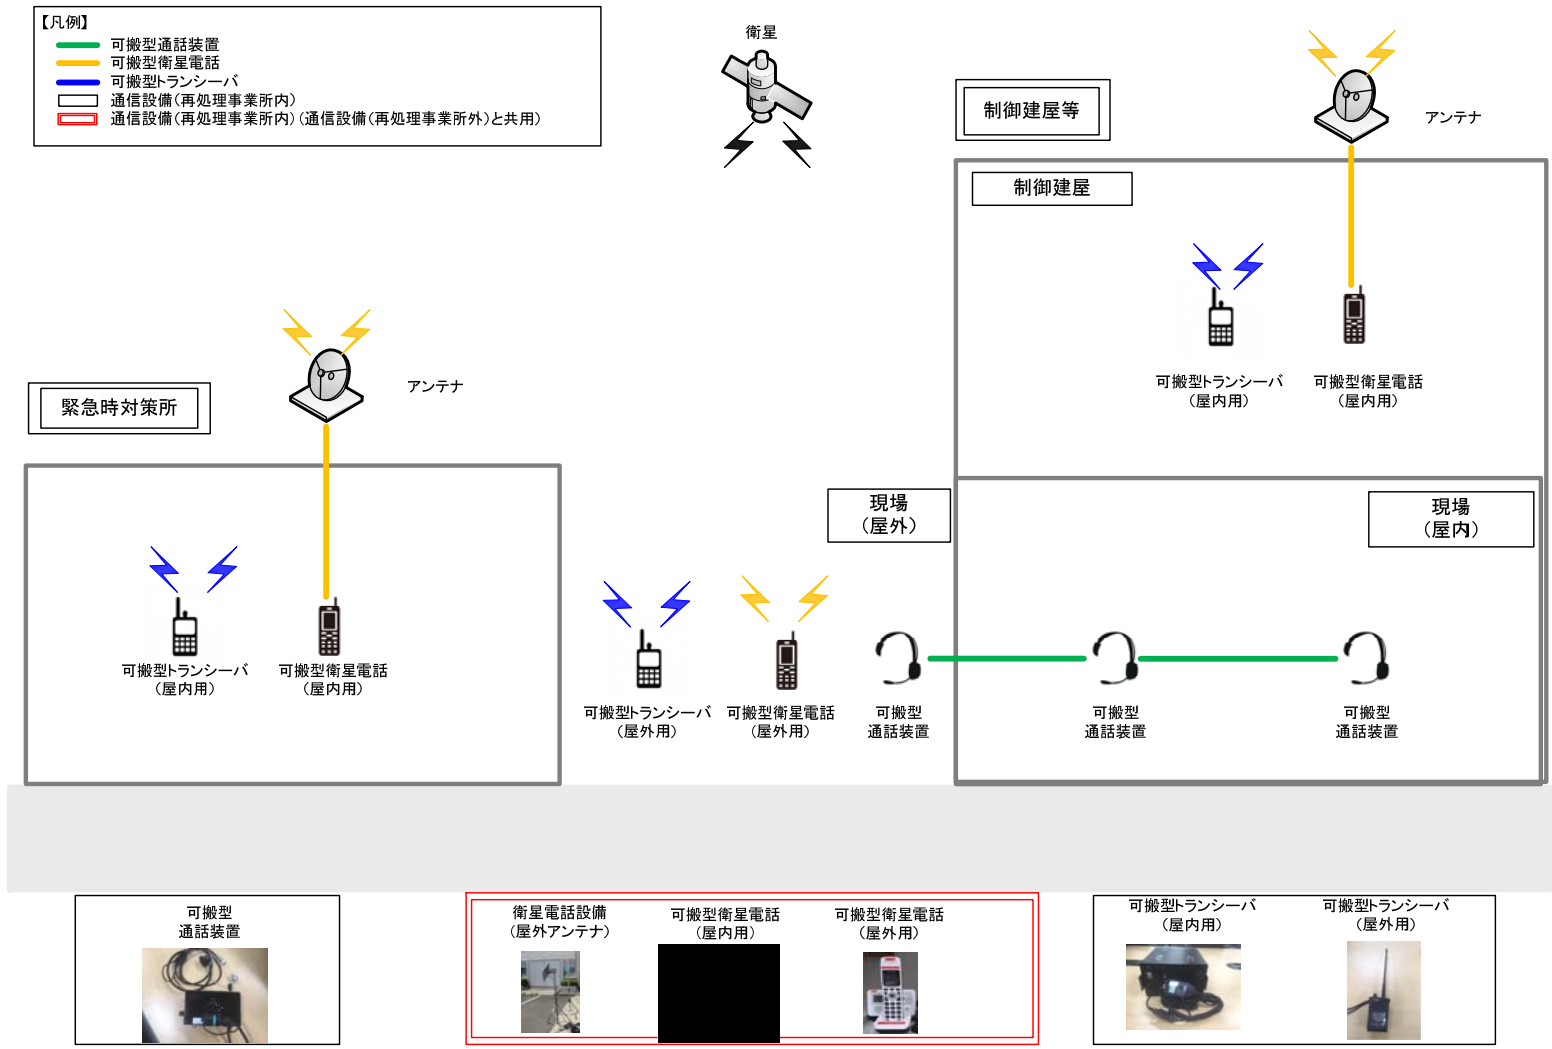 【凡例】
可搬型通話装置
可搬型衛星電話
可搬型トランシーバ
通信設備（再処理事業所内）
通信設備（再処理事業所内）（通信設備（再処理事業所外）と共用）
衛星
制御建屋等
アンテナ
制御建屋
可搬型トランシーバ
（屋内用）
可搬型衛星電話
（屋内用）
アンテナ
緊急時対策所
可搬型トランシーバ
（屋内用）
可搬型衛星電話
（屋内用）
現場
（屋外）
現場
（屋内）
可搬型トランシーバ
（屋外用）
可搬型衛星電話
（屋外用）
可搬型
通話装置
可搬型
通話装置
可搬型
通話装置
可搬型
通話装置
衛星電話設備
（屋外アンテナ）
可搬型衛星電話
（屋内用）
可搬型衛星電話
（屋外用）
可搬型トランシーバ
（屋内用）
可搬型トランシーバ
（屋外用）